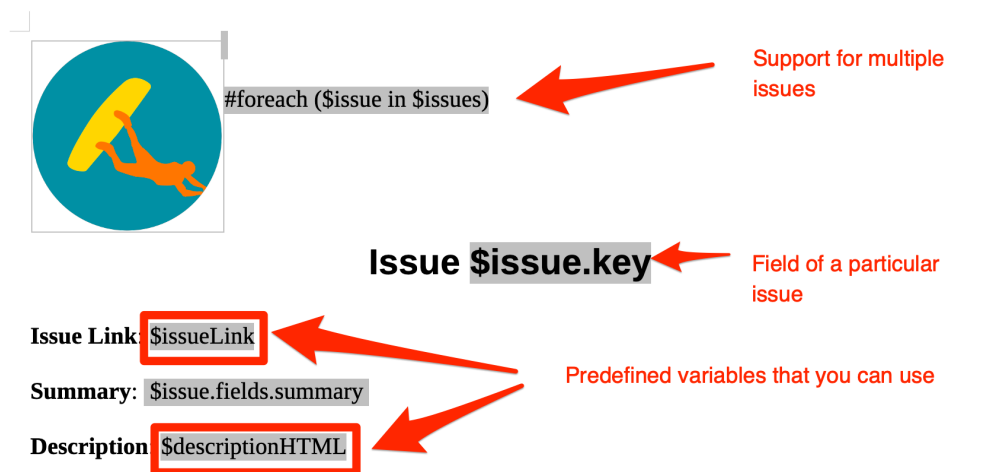 Support for multiple
issues
#foreach ($issue in $issues)
Issue $issue.key
Field of a particular
issue
Issue Link: $issueLink
Predefined variables that you can use
Summary: $issue.fields.summary
Description: $descriptionHTML